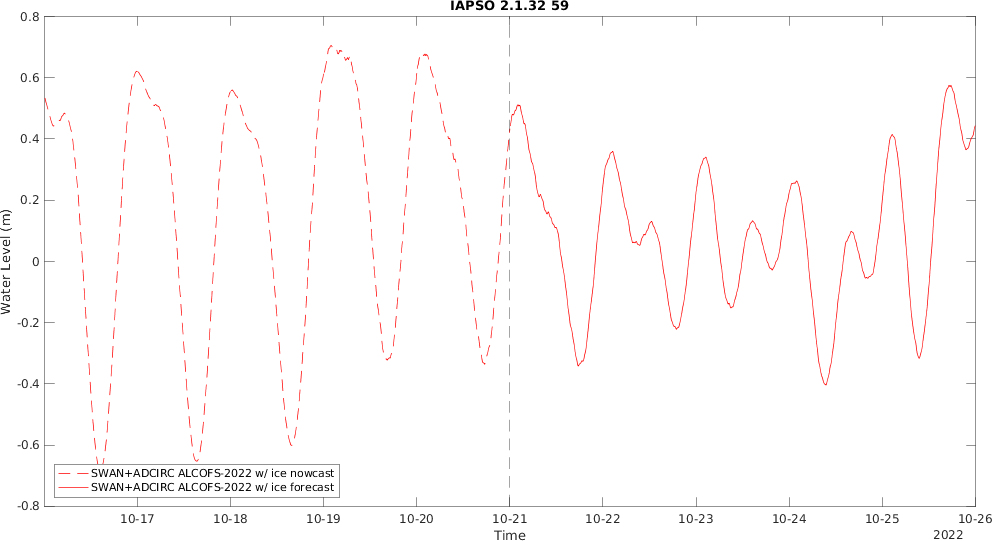 IAPSO 2.1.32 59
0.8
0.6
0.4
0.2
0
-0.2
-0.4
-0.6
-0.8
Water Level (m)
SWAN+ADCIRC ALCOFS-2022 w/ ice nowcast
SWAN+ADCIRC ALCOFS-2022 w/ ice forecast
10-17 10-18 10-19 10-20 10-21 10-22 10-23 10-24 10-25 10-26
Time
2022